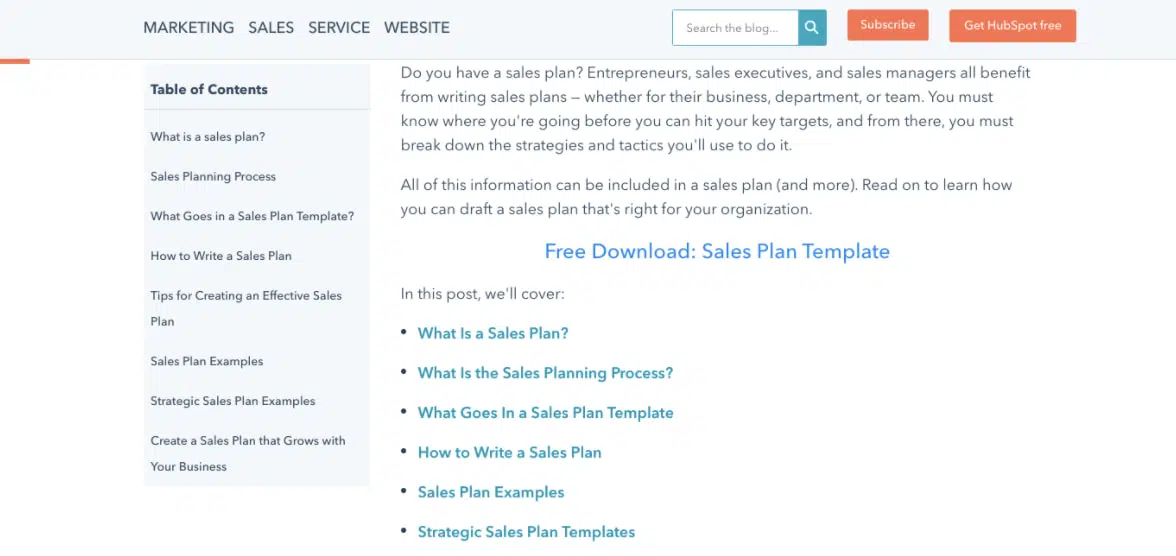 MARKETING SALES SERVICE WEBSITE
Search the blog...
Subscribe
Get HubSpot free
Table of Contents
What is a sales plan?
Sales Planning Process
What Goes in a Sales Plan Template?
How to Write a Sales Plan
Tips for Creating an Effective Sales
Plan
Sales Plan Examples
Strategic Sales Plan Examples
Create a Sales Plan that Grows with
Your Business
Do you have a sales plan? Entrepreneurs, sales executives, and sales managers all benefit
from writing sales plans — whether for their business, department, or team. You must
know where you're going before you can hit your key targets, and from there, you must
break down the strategies and tactics you'll use to do it.
All of this information can be included in a sales plan (and more). Read on to learn how
you can draft a sales plan that's right for your organization.
Free Download: Sales Plan Template
In this post, we'll cover:
• What Is a Sales Plan?
• What Is the Sales Planning Process?
• What Goes In a Sales Plan Template
• How to Write a Sales Plan
• Sales Plan Examples
• Strategic Sales Plan Templates